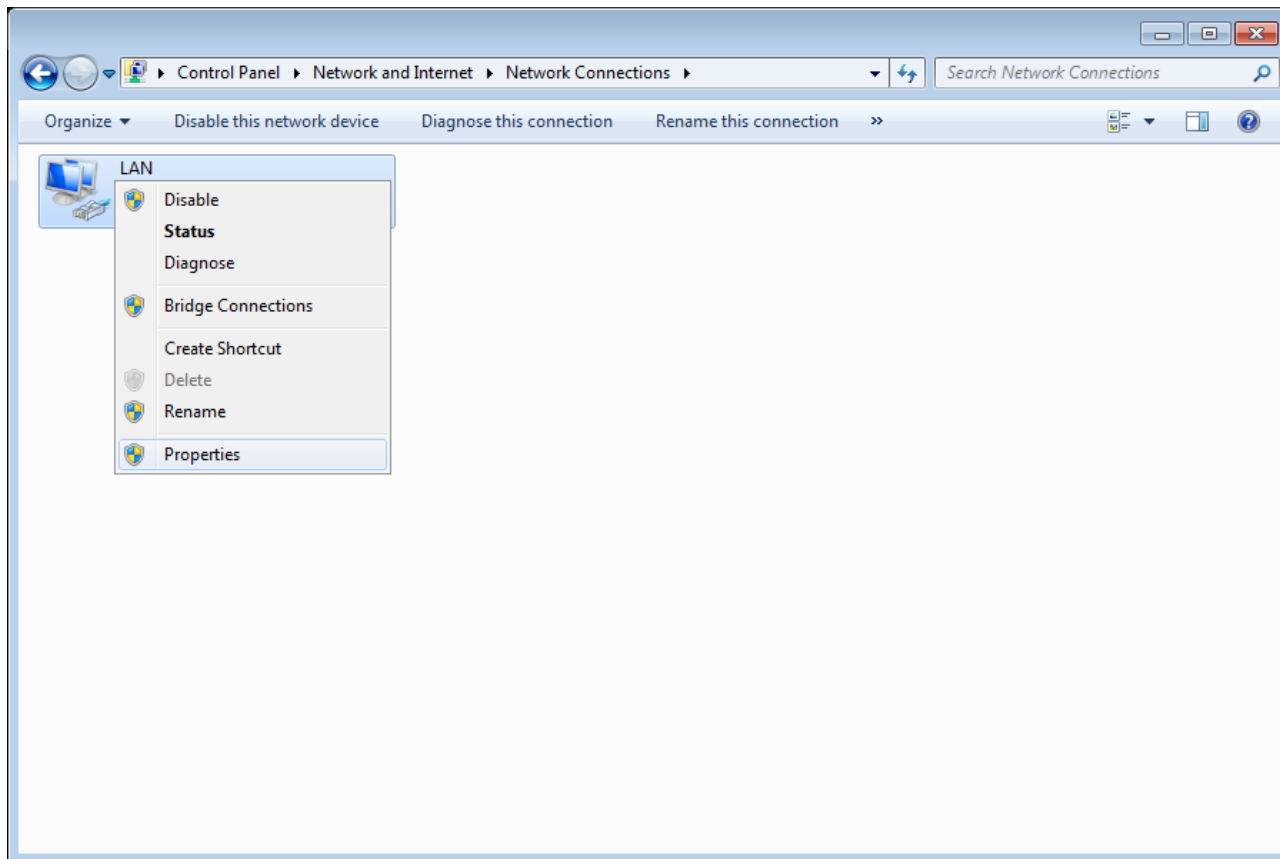 Control Panel Network and Internet Network Connections
Search Network Connections
Organize Disable this network device Diagnose this connection Rename this connection »
LAN
Disable
Status
Diagnose
Bridge Connections
Create Shortcut
Delete
Rename
Properties